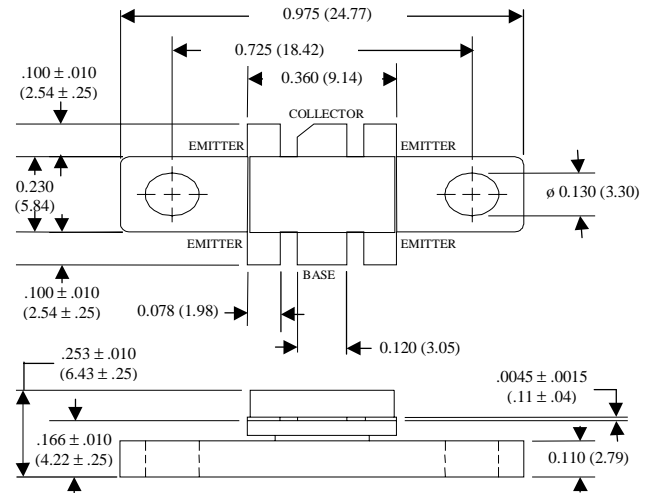 0.975 (24.77)
0.725 (18.42)
.100 ± .010
(2.54 ± .25)
0.360 (9.14)
COLLECTOR
EMITTER
EMITTER
0.230
(5.84)
ø 0.130 (3.30)
EMITTER
EMITTER
BASE
.100 ± .010
(2.54 ± .25)
0.078 (1.98)
0.120 (3.05)
.253 ± .010
(6.43 ± .25)
.0045 ± .0015
(.11 ± .04)
.166 ± .010
(4.22 ± .25)
0.110 (2.79)